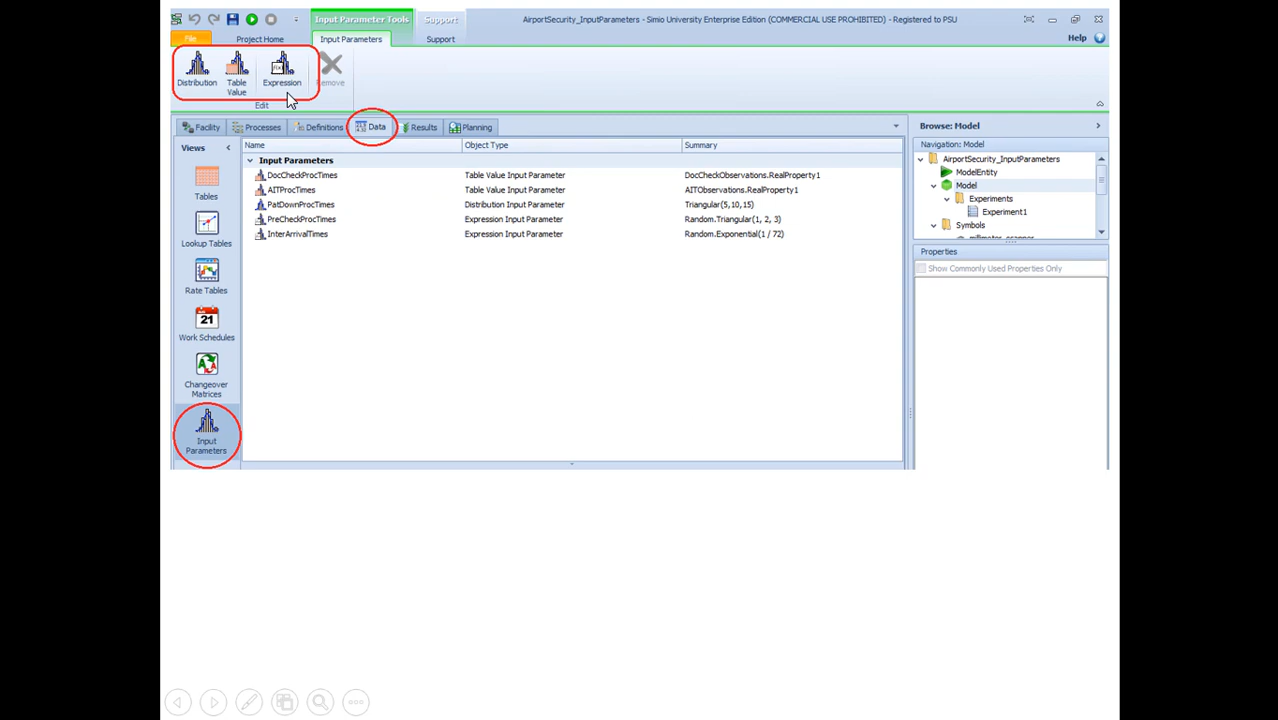 Input Parameter Tools Support AirportSecurity_InputParameters - Simio University Enterprise Edition (COMMERCIAL USE PROHIBITED) - Registered to PSU
File Project Home Input Parameters Support Help
Distribution Table Value Expression Remove
Edit
Facility Processes Definitions Data Results Planning
Views
Tables
Lookup Tables
Rate Tables
21
Work Schedules
Changeover
Matrices
Input
Parameters
Name Object Type Summary
Input Parameters
DocCheckProcTimes Table Value Input Parameter DocCheckObservations.RealProperty1
AITProcTimes Table Value Input Parameter AITObservations.RealProperty1
PatDownProcTimes Distribution Input Parameter Triangular(5,10,15)
PreCheckProcTimes Expression Input Parameter Random.Triangular(1, 2, 3)
InterArrivalTimes Expression Input Parameter Random.Exponential(1 / 72)
Browse: Model
Navigation: Model
AirportSecurity_InputParameters
ModelEntity
Model
Experiments
Experiment1
Symbols
Properties
Show Commonly Used Properties Only